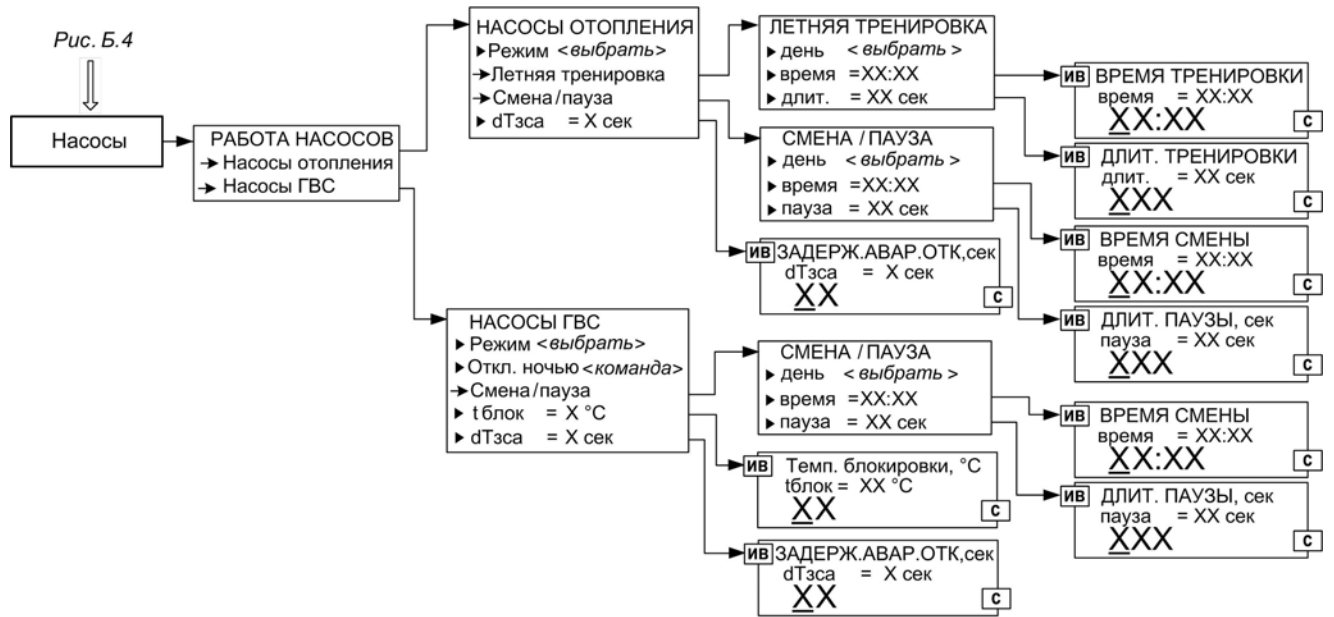 Рис. Б.4
Насосы
РАБОТА НАСОСОВ
Насосы отопления
Насосы ГВС
НАСОСЫ ОТОПЛЕНИЯ
Режим <выбрать>
Летняя тренировка
Смена/пауза
dTзса = X сек
ЛЕТНЯЯ ТРЕНИРОВКА
день < выбрать >
время =XX:XX
длит. = XX сек
СМЕНА / ПАУЗА
день < выбрать >
время =XX:XX
пауза = XX сек
ИВ ЗАДЕРЖ.АВАР.ОТК,сек
dTзса = X сек
XX
С
ИВ ВРЕМЯ ТРЕНИРОВКИ
время = XX:XX
XX:XX
С
ИВ ДЛИТ. ТРЕНИРОВКИ
длит. = XX сек
XXX
С
ИВ ВРЕМЯ СМЕНЫ
время = XX:XX
XX:XX
С
ИВ ДЛИТ. ПАУЗЫ, сек
пауза = XX сек
XXX
С
НАСОСЫ ГВС
Режим <выбрать>
Откл. ночью <команда>
Смена/пауза
t блок = X °C
dTзса = X сек
СМЕНА / ПАУЗА
день < выбрать >
время =XX:XX
пауза = XX сек
ИВ Темп. блокировки, °C
tблок = XX °C
XX
С
ИВ ЗАДЕРЖ.АВАР.ОТК,сек
dTзса = X сек
XX
С
ИВ ВРЕМЯ СМЕНЫ
время = XX:XX
XX:XX
С
ИВ ДЛИТ. ПАУЗЫ, сек
пауза = XX сек
XXX
С